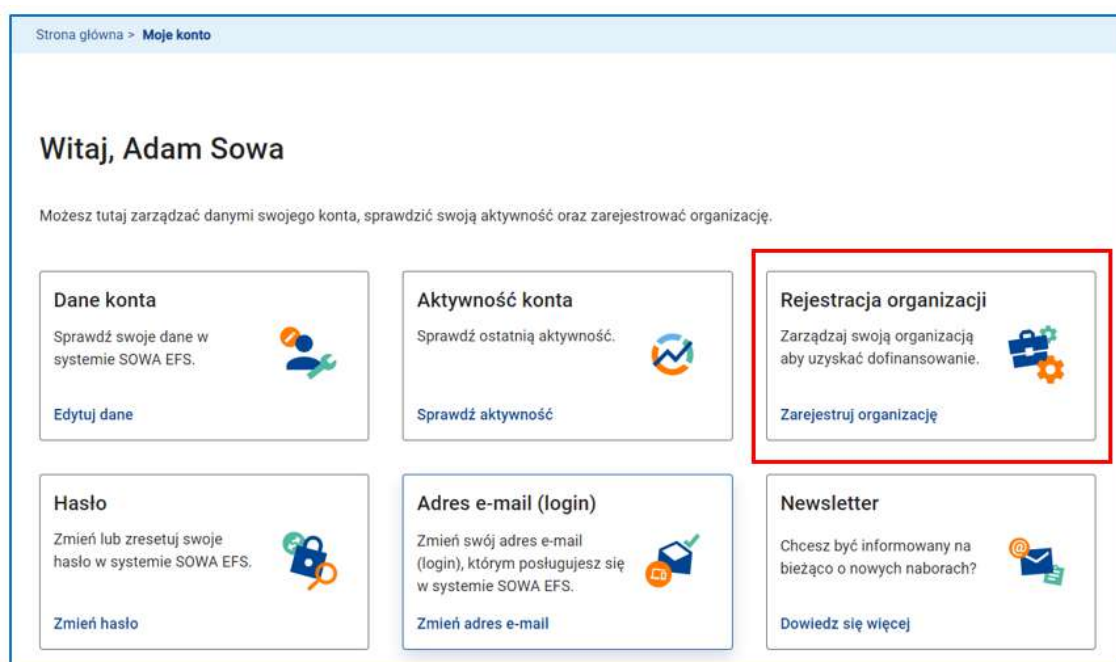 Strona główna > Moje konto
Witaj, Adam Sowa
Możesz tutaj zarządzać danymi swojego konta, sprawdzić swoją aktywność oraz zarejestrować organizację.
Dane konta
Sprawdź swoje dane w
systemie SOWA EFS.
Edytuj dane
Aktywność konta
Sprawdź ostatnią aktywność.
Sprawdź aktywność
Rejestracja organizacji
Zarządzaj swoją organizacją
aby uzyskać dofinansowanie.
Zarejestruj organizację
Hasło
Zmień lub zresetuj swoje
hasło w systemie SOWA EFS.
Zmień hasło
Adres e-mail (login)
Zmień swój adres e-mail
(login), którym posługujesz się
w systemie SOWA EFS.
Zmień adres e-mail
Newsletter
Chcesz być informowany na
bieżąco o nowych naborach?
Dowiedz się więcej